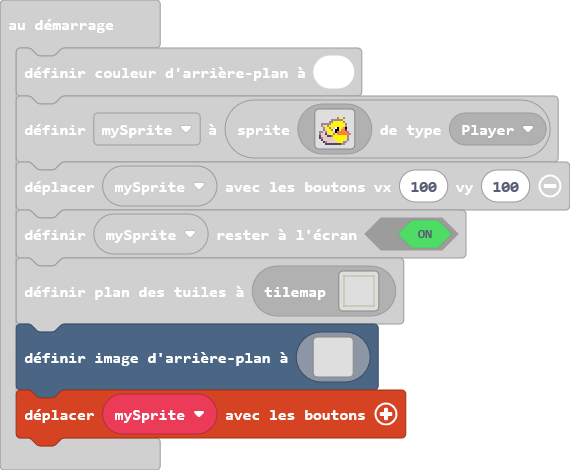 au démarrage
définir couleur d'arrière-plan à
définir mySprite à sprite de type Player
déplacer mySprite avec les boutons vx 100 vy 100
définir mySprite rester à l'écran ON
définir plan des tuiles à tilemap
définir image d'arrière-plan à
déplacer mySprite avec les boutons